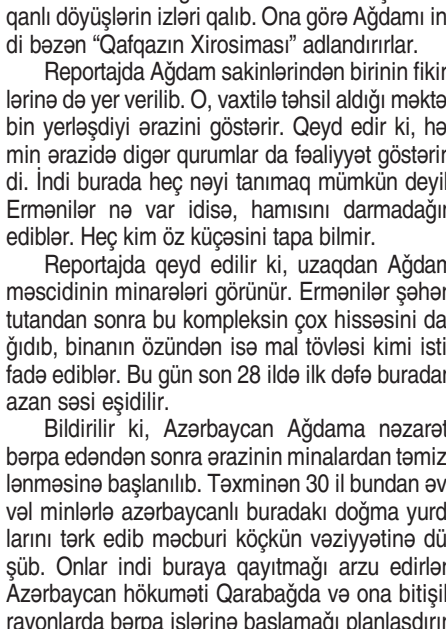 qanlı döyüşlərin izləri qalıb. Ona görə Ağdamı in
di bəzən “Qafqazın Xirosiması” adlandırırlar.
Reportajda Ağdam sakinlərindən birinin fikir
lərinə də yer verilib. O, vaxtilə təhsil aldığı məktə
bin yerləşdiyi ərazini göstərir. Qeyd edir ki, hə
min ərazidə digər qurumlar da fəaliyyət göstərir
di. İndi burada heç nəyi tanımaq mümkün deyil
Ermənilər nə var idisə, hamısını darmadağın
ediblər. Heç kim öz küçəsini tapa bilmir.
Reportajda qeyd edilir ki, uzaqdan Ağdam
məscidinin minarələri görünür. Ermənilər şəhər
tutandan sonra bu kompleksin çox hissəsini da
ğıdıb, binanın özündən isə mal tövləsi kimi isti
fadə ediblər. Bu gün son 28 ildə ilk dəfə buradan
azan səsi eşidilir.
Bildirilir ki, Azərbaycan Ağdama nəzarət
bərpa edəndən sonra ərazinin minalardan təmiz
lənməsinə başlanılıb. Təxminən 30 il bundan əv
vəl minlərlə azərbaycanlı buradakı doğma yurd
larını tərk edib məcburi köçkün vəziyyətinə dü
şüb. Onlar indi buraya qayıtmağı arzu edirlər
Azərbaycan hökuməti Qarabağda və ona bitişik
rayonlarda bərpa işlərinə başlamağı planlaşdırır